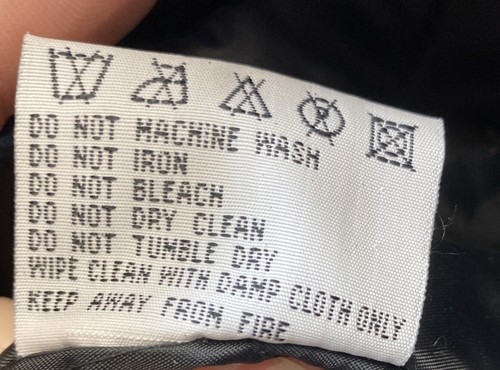 DO NOT MACHINE WASH
DO NOT IRON
DO NOT BLEACH
DO NOT DRY CLEAN
DO NOT TUMBLE DRY
WIPE CLEAN WITH DAMP CLOTH ONLY
KEEP AWAY FROM FIRE